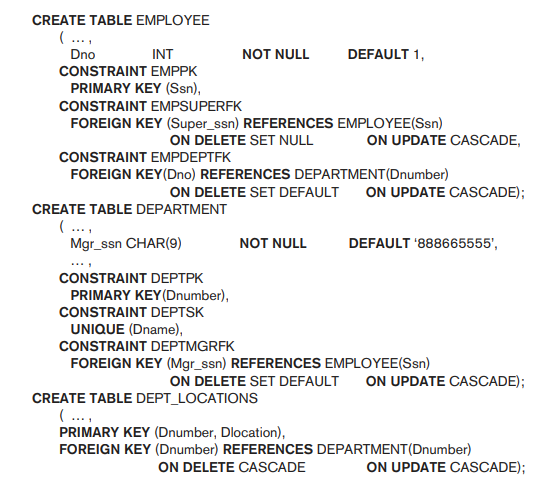 CREATE TABLE EMPLOYEE
( … ,
Dno INT NOT NULL DEFAULT 1,
CONSTRAINT EMPPK
PRIMARY KEY (Ssn),
CONSTRAINT EMPSUPERFK
FOREIGN KEY (Super_ssn) REFERENCES EMPLOYEE(Ssn)
ON DELETE SET NULL ON UPDATE CASCADE,
CONSTRAINT EMPDEPTFK
FOREIGN KEY(Dno) REFERENCES DEPARTMENT(Dnumber)
ON DELETE SET DEFAULT ON UPDATE CASCADE);
CREATE TABLE DEPARTMENT
( … ,
Mgr_ssn CHAR(9) NOT NULL DEFAULT ‘888665555’,
… ,
CONSTRAINT DEPTPK
PRIMARY KEY(Dnumber),
CONSTRAINT DEPTSK
UNIQUE (Dname),
CONSTRAINT DEPTMGRFK
FOREIGN KEY (Mgr_ssn) REFERENCES EMPLOYEE(Ssn)
ON DELETE SET DEFAULT ON UPDATE CASCADE);
CREATE TABLE DEPT_LOCATIONS
( … ,
PRIMARY KEY (Dnumber, Dlocation),
FOREIGN KEY (Dnumber) REFERENCES DEPARTMENT(Dnumber)
ON DELETE CASCADE ON UPDATE CASCADE);